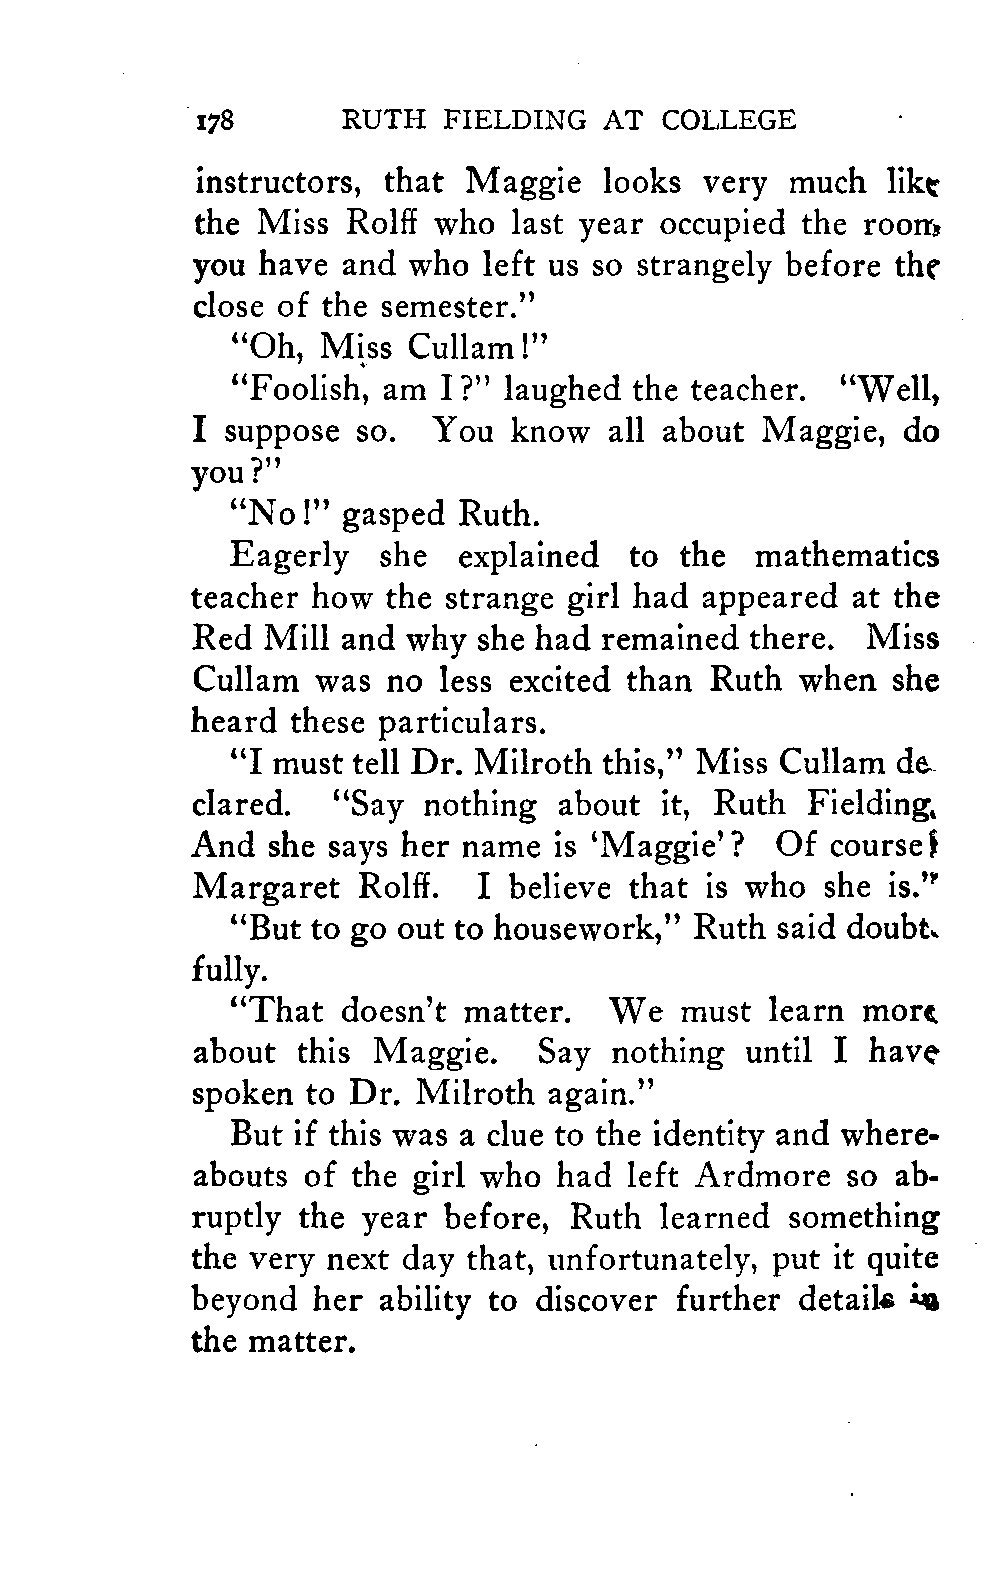 178 RUTH FIELDING AT COLLEGE
instructors, that Maggie looks very much like
the Miss Rolff who last year occupied the room
you have and who left us so strangely before the
close of the semester."
"Oh, Miss Cullam!"
"Foolish, am I?" laughed the teacher. "Well,
I suppose so. You know all about Maggie, do
you?"
"No!" gasped Ruth.
Eagerly she explained to the mathematics
teacher how the strange girl had appeared at the
Red Mill and why she had remained there. Miss
Cullam was no less excited than Ruth when she
heard these particulars.
"I must tell Dr. Milroth this," Miss Cullam de-
clared. "Say nothing about it, Ruth Fielding.
And she says her name is 'Maggie'? Of course!
Margaret Rolff. I believe that is who she is."
"But to go out to housework," Ruth said doubt-
fully.
"That doesn't matter. We must learn more
about this Maggie. Say nothing until I have
spoken to Dr. Milroth again."
But if this was a clue to the identity and where-
abouts of the girl who had left Ardmore so ab-
ruptly the year before, Ruth learned something
the very next day that, unfortunately, put it quite
beyond her ability to discover further details in
the matter.